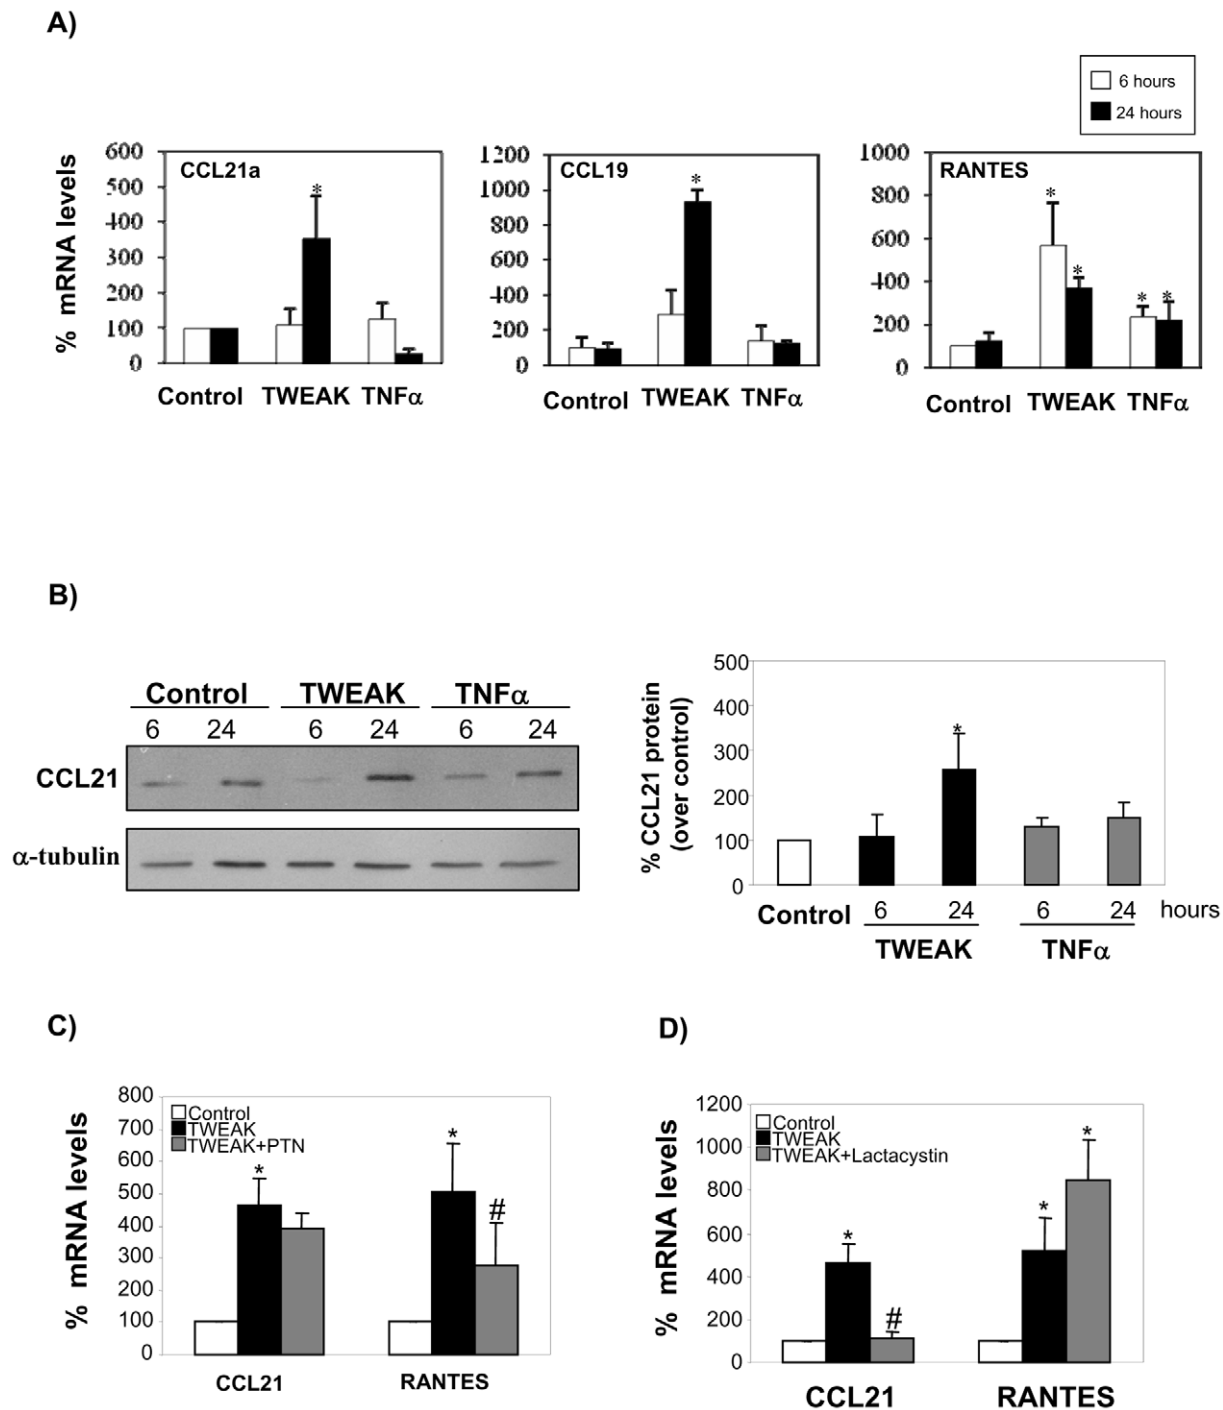 A)
6 hours
24 hours
% mRNA levels
600
500
400
300
200
100
0
CCL21a
*
Control TWEAK TNFα
1200
1000
800
600
400
200
0
CCL19
*
Control TWEAK TNFα
1000
800
600
400
200
0
RANTES
*
*
* *
Control TWEAK TNFα
B)
Control TWEAK TNFα
6 24 6 24 6 24
CCL21
α-tubulin
% CCL21 protein
(over control)
500
400
300
200
100
0
*
Control 6 24 6 24 hours
TWEAK TNFα
C)
% mRNA levels
800
700
600
500
400
300
200
100
0
Control
TWEAK
TWEAK+PTN
*
*
#
CCL21 RANTES
D)
% mRNA levels
1200
1000
800
600
400
200
0
Control
TWEAK
TWEAK+Lactacystin
*
#
*
*
CCL21 RANTES